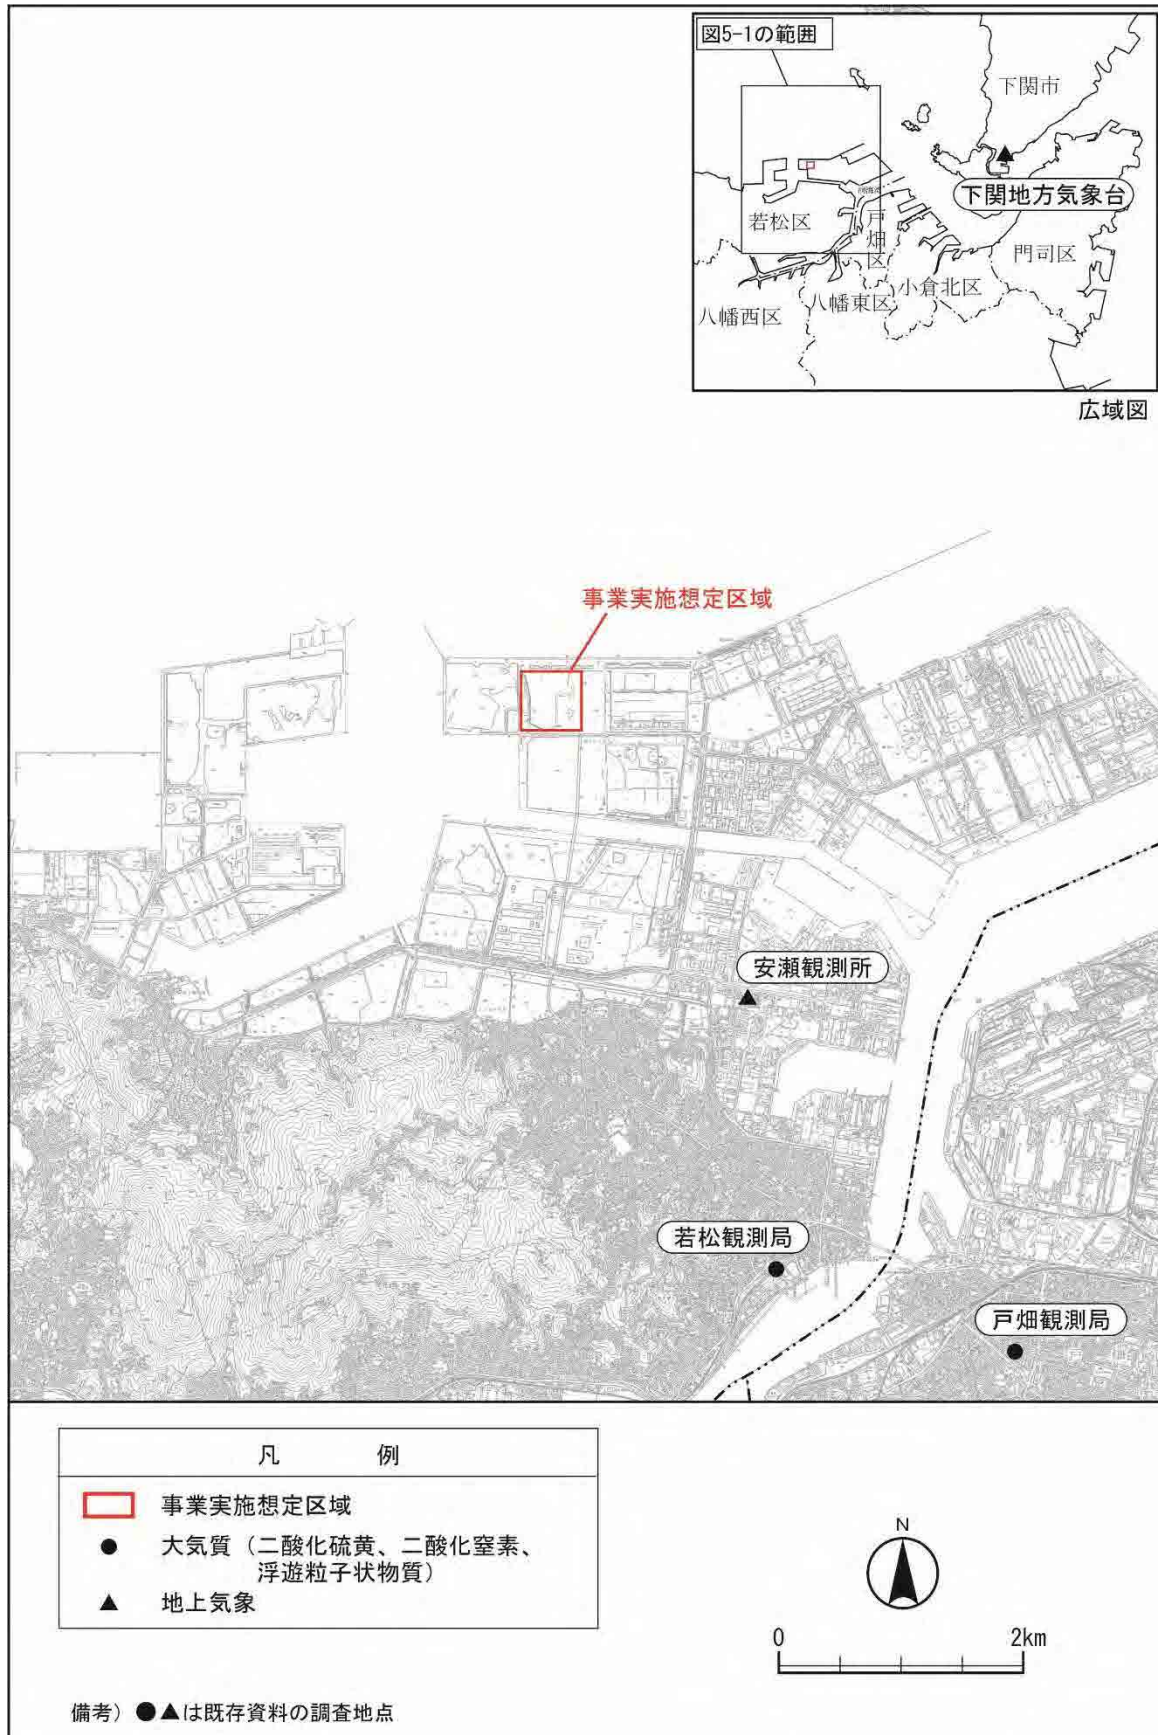 図5-1の範囲
下関市
下関地方気象台
若松区
戸畑区
門司区
小倉北区
八幡東区
八幡西区
広域図
事業実施想定区域
安瀬観測所
若松観測局
戸畑観測局
凡 例
事業実施想定区域
大気質（二酸化硫黄、二酸化窒素、
浮遊粒子状物質）
地上気象
N
0 2km
備考）●▲は既存資料の調査地点